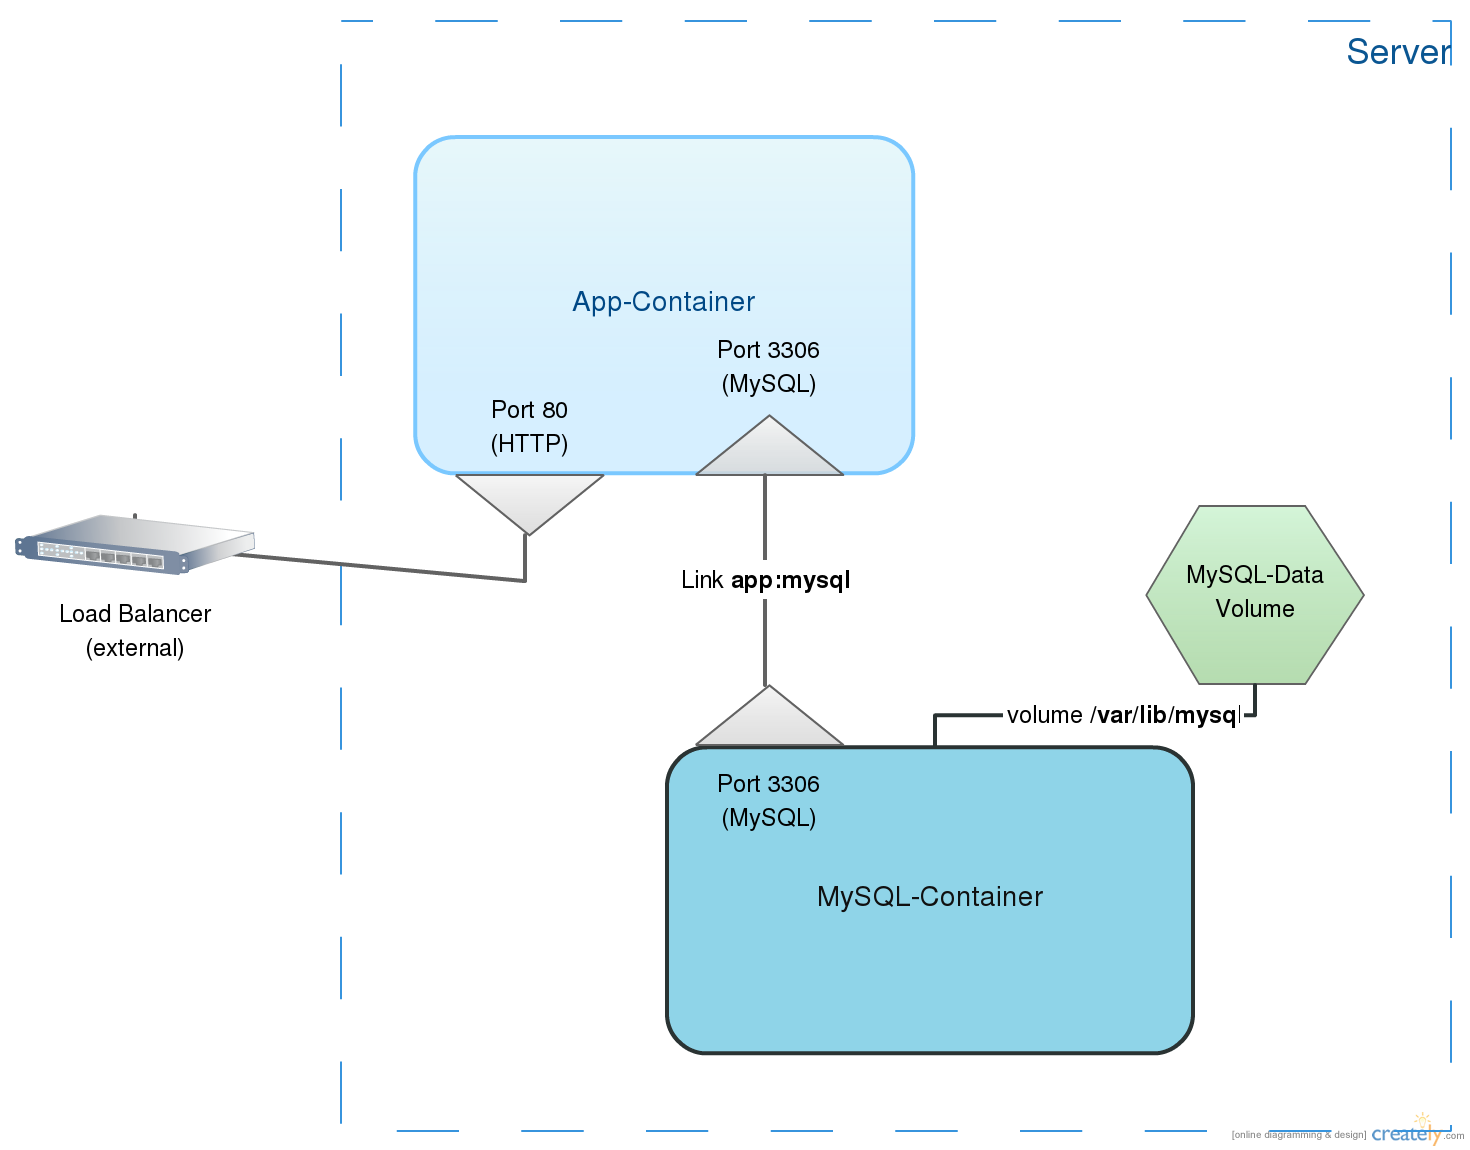 Server
App-Container
Port 3306
(MySQL)
Port 80
(HTTP)
Link app:mysql
Load Balancer
(external)
MySQL-Data
Volume
volume /var/lib/mysql
Port 3306
(MySQL)
MySQL-Container
[online diagramming & design] creately.com